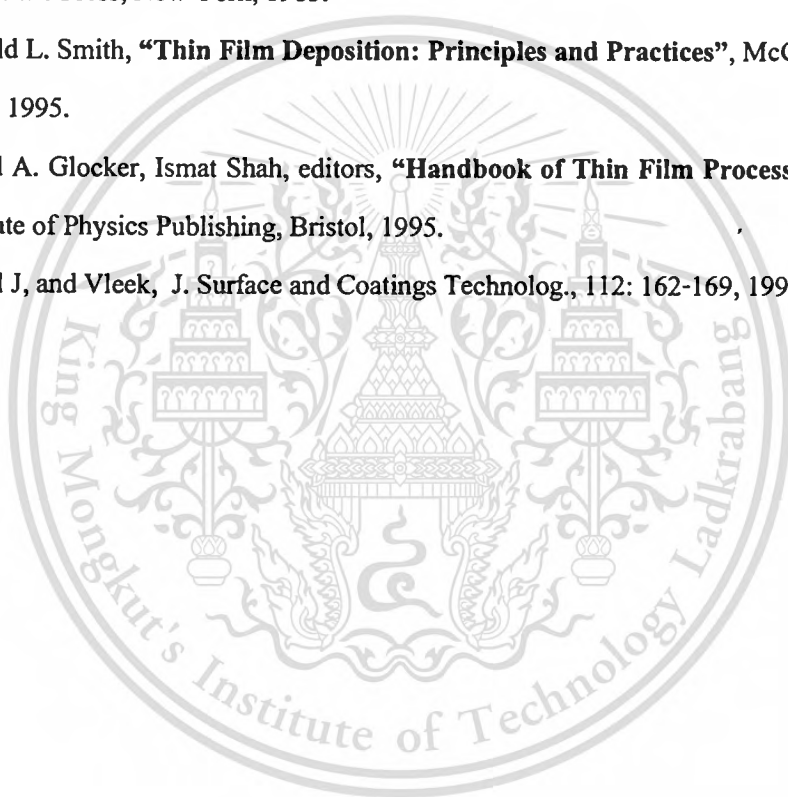 ld L. Smith, “Thin Film Deposition: Principles and Practices”, McG
1995.
l A. Glocker, Ismat Shah, editors, “Handbook of Thin Film Process
te of Physics Publishing, Bristol, 1995.
l J, and Vleek, J. Surface and Coatings Technolog., 112: 162-169, 199
King Mongkut's Institute of Technology Ladkrabang